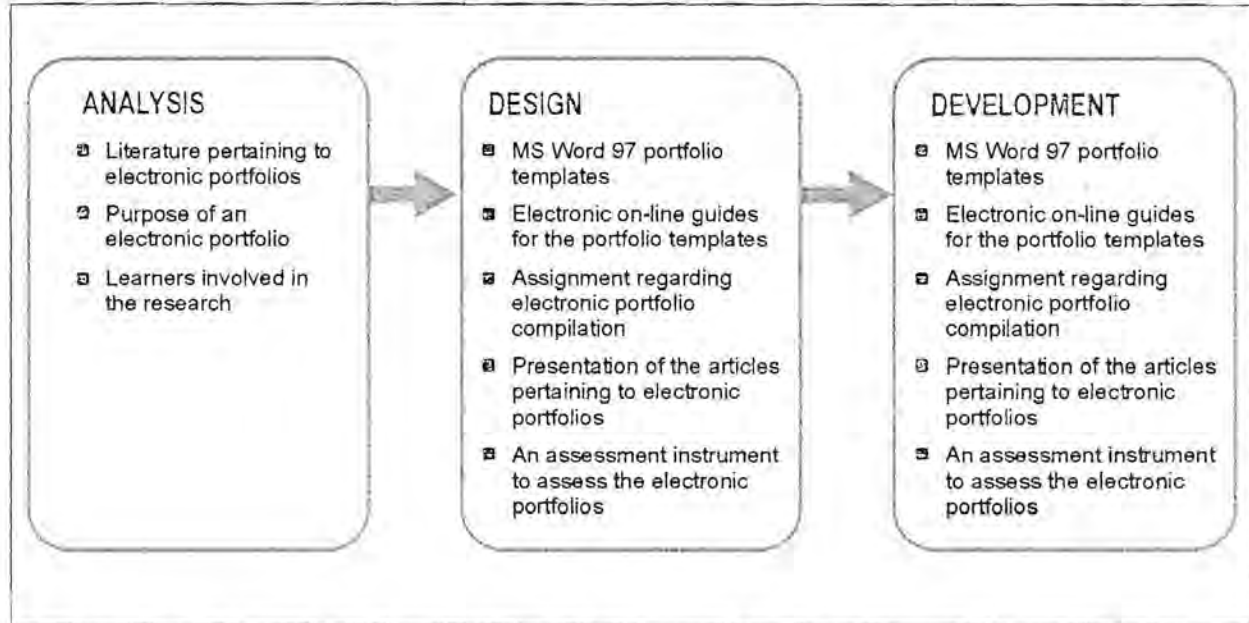 ANALYSIS
Literature pertaining to
electronic portfolios
Purpose of an
electronic portfolio
Learners involved in
the research
DESIGN
MS Word 97 portfolio
templates
Electronic on-line guides
for the portfolio templates
Assignment regarding
electronic portfolio
compilation
Presentation of the articles
pertaining to electronic
portfolios
An assessment instrument
to assess the electronic
portfolios
DEVELOPMENT
MS Word 97 portfolio
templates
Electronic on-line guides
for the portfolio templates
Assignment regarding
electronic portfolio
compilation
Presentation of the articles
pertaining to electronic
portfolios
An assessment instrument
to assess the electronic
portfolios